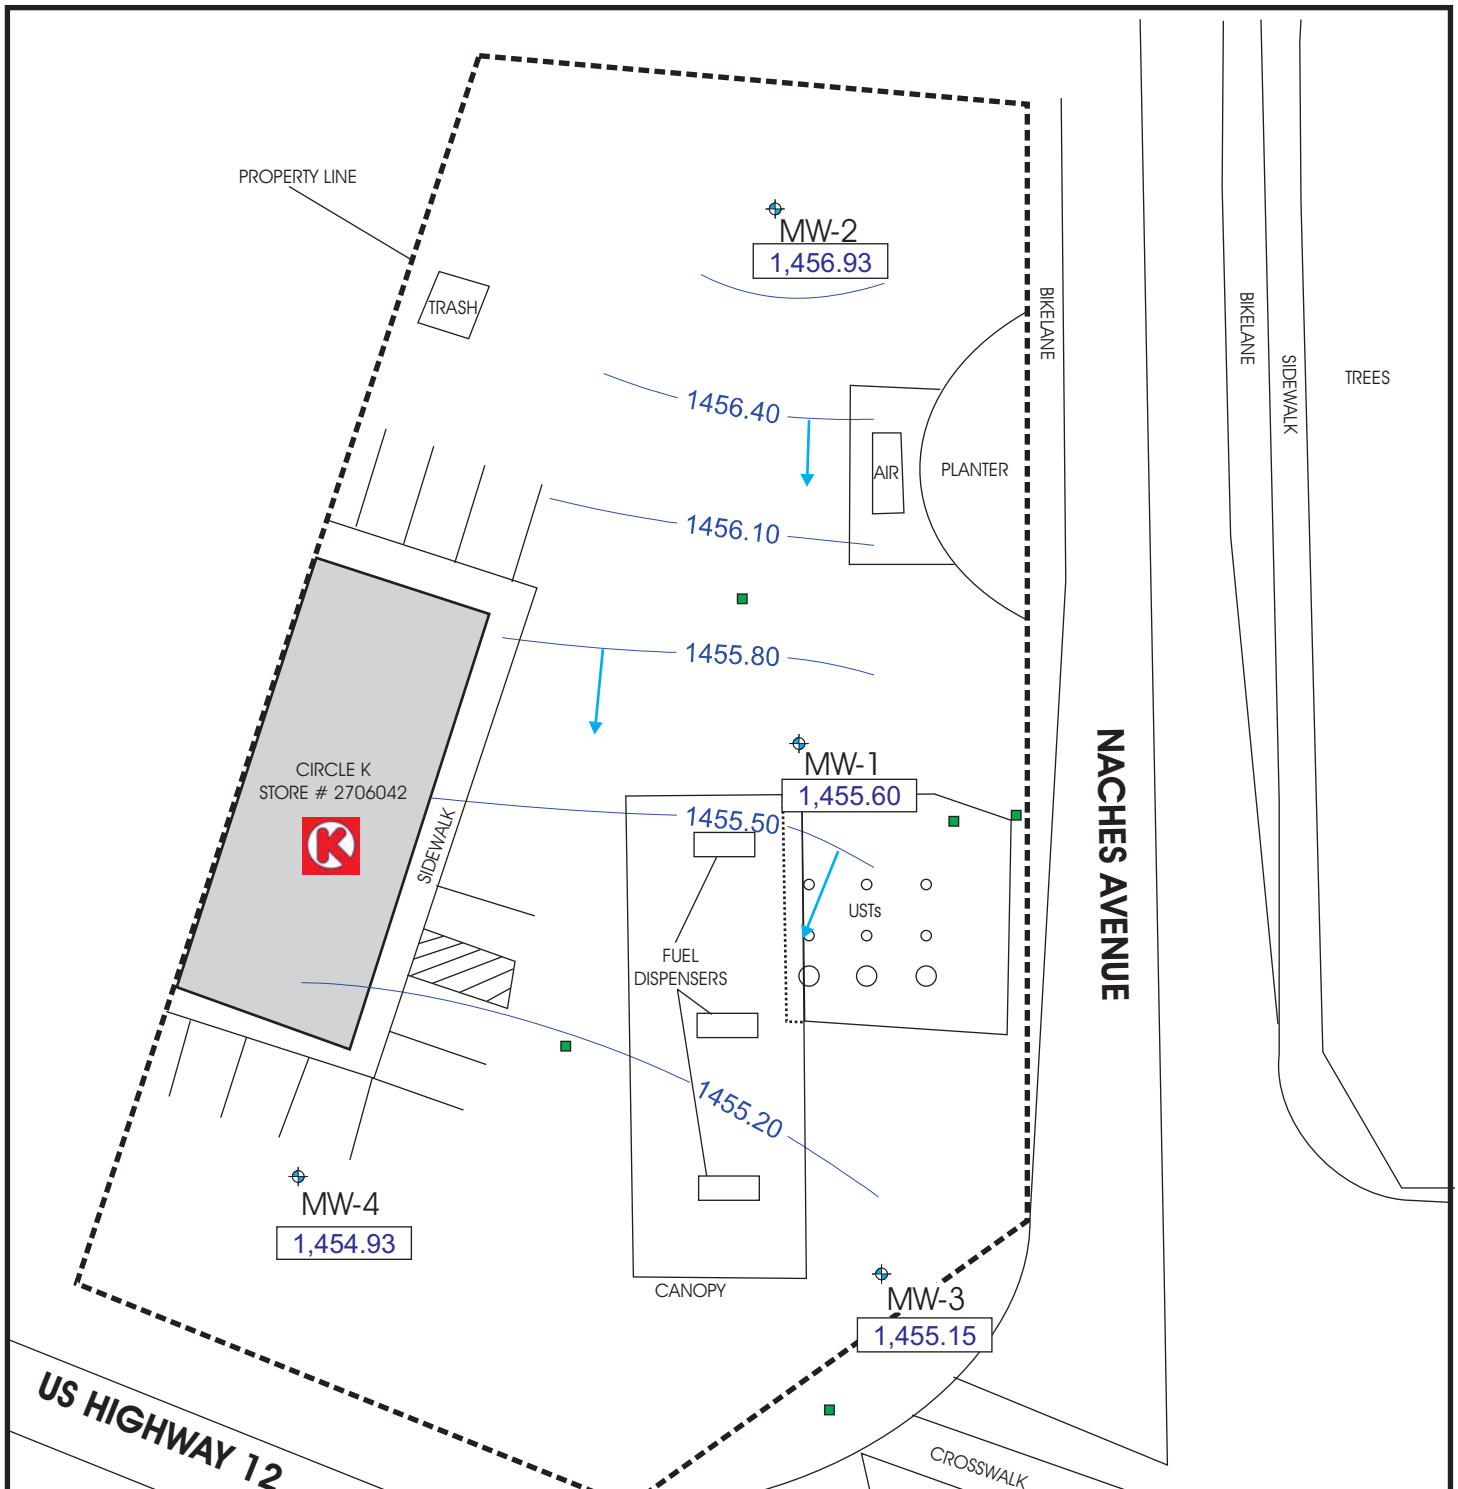 PROPERTY LINE
MW-2
1,456.93
TRASH
BIKELANE
BIKELANE
SIDEWALK
TREES
1456.40
AIR
PLANTER
1456.10
1455.80
MW-1
1,455.60
CIRCLE K
STORE # 2706042
K
SIDEWALK
1455.50
NACHES AVENUE
USTs
FUEL
DISPENSERS
1455.20
MW-4
1,454.93
CANOPY
MW-3
1,455.15
US HIGHWAY 12
CROSSWALK